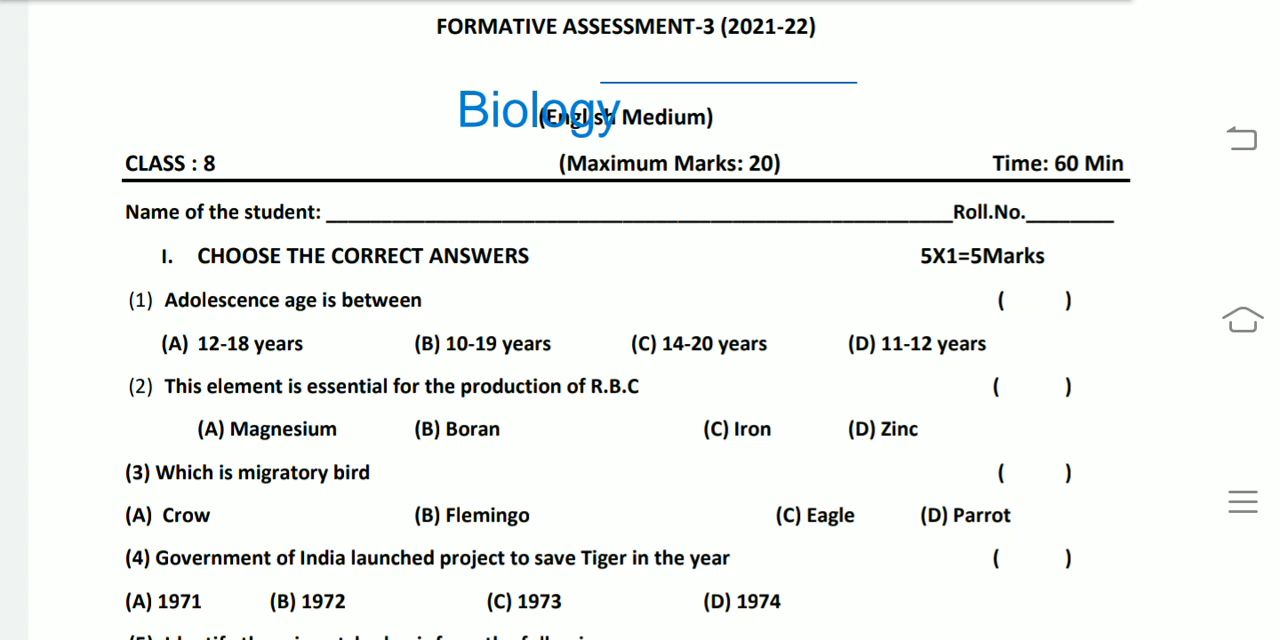 FORMATIVE ASSESSMENT-3 (2021-22)
Biology
(English Medium)
CLASS : 8 (Maximum Marks: 20) Time: 60 Min
Name of the student: ____________________________________________________Roll.No.________
I. CHOOSE THE CORRECT ANSWERS 5X1=5Marks
(1) Adolescence age is between ( )
(A) 12-18 years (B) 10-19 years (C) 14-20 years (D) 11-12 years
(2) This element is essential for the production of R.B.C ( )
(A) Magnesium (B) Boran (C) Iron (D) Zinc
(3) Which is migratory bird ( )
(A) Crow (B) Flemingo (C) Eagle (D) Parrot
(4) Government of India launched project to save Tiger in the year ( )
(A) 1971 (B) 1972 (C) 1973 (D) 1974